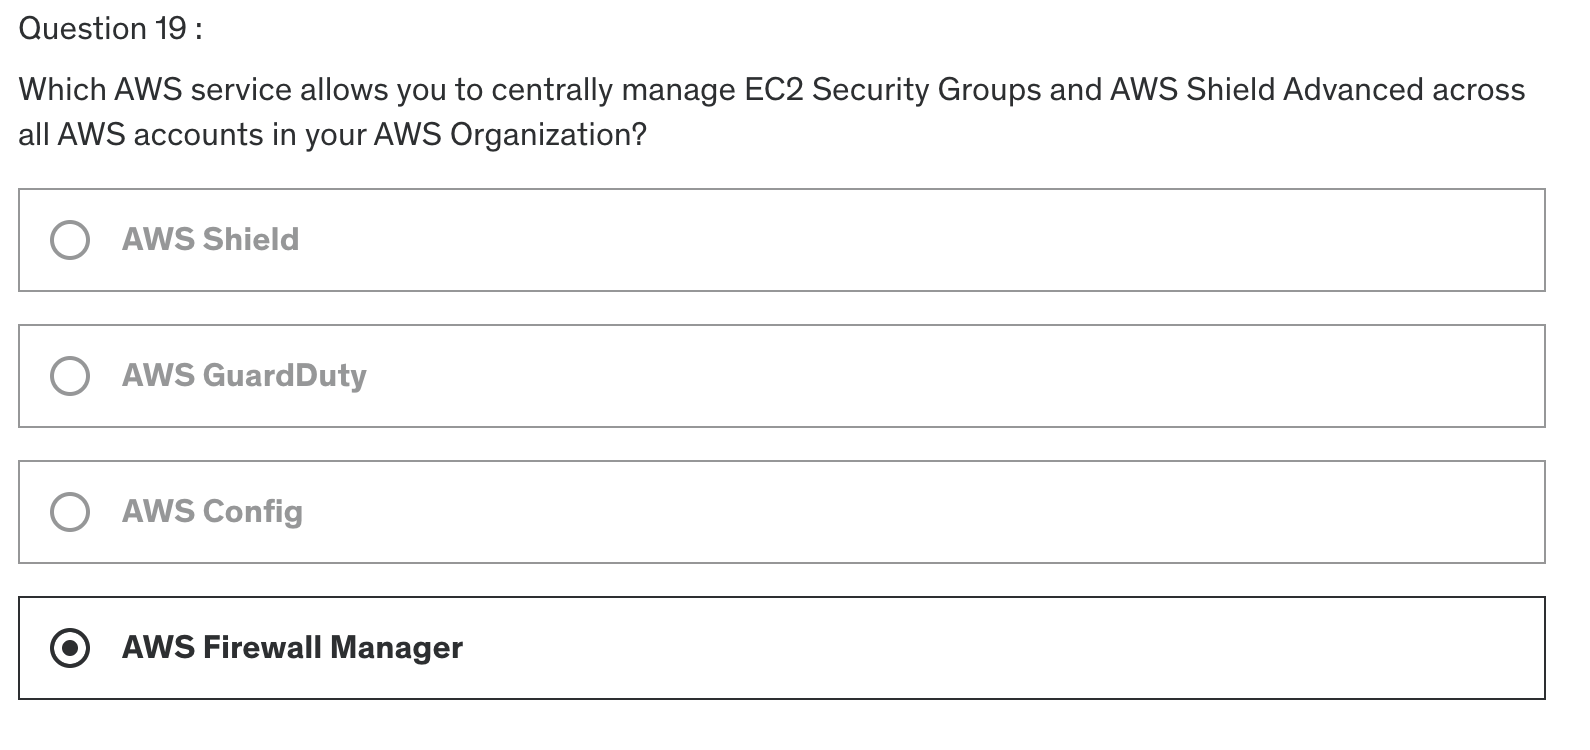 Question 19 :
Which AWS service allows you to centrally manage EC2 Security Groups and AWS Shield Advanced across
all AWS accounts in your AWS Organization?
AWS Shield
AWS GuardDuty
AWS Config
AWS Firewall Manager